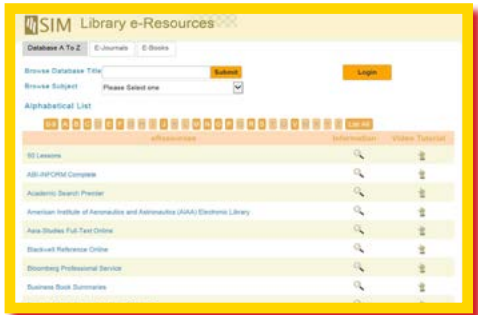 SIM Library e-Resources
Database A To Z E-Journals E-Books
Browse Database Title Submit Login
Browse Subject Please Select one
Alphabetical List
A B C D E F G H I J K L M N O P Q R S T U V W X Y Z List All
eResources Information Video Tutorial
50 Lessons
ABI-INFORM Complete
Academic Search Premier
American Institute of Aeronautics and Astronautics (AIAA) Electronic Library
Asia Studies Full-Text Online
Blackwell Reference Online
Bloomberg Professional Service
Business Book Summaries